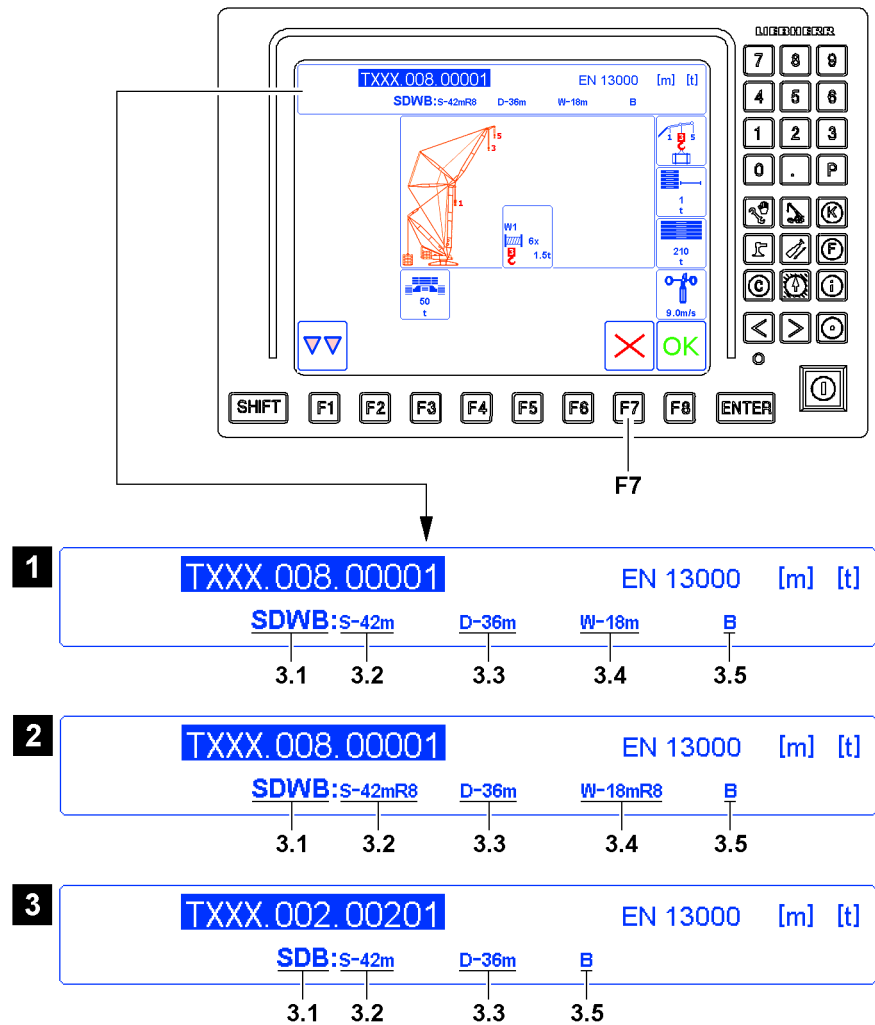 LIEBHERR
TXXX.008.00001 EN 13000 [m] [t]
SDWB:S-42mR8 D-36m W-18m B
7 8 9
4 5 6
1 2 3
0 . P
5
3
1
1 3 5
1
t
W1
6x
3
1.5t
210
t
50
t
9.0m/s
K
F
C i
< >
OK
SHIFT F1 F2 F3 F4 F5 F6 F7 F8 ENTER
F7
1
TXXX.008.00001 EN 13000 [m] [t]
SDWB:S-42m D-36m W-18m B
3.1 3.2 3.3 3.4 3.5
2
TXXX.008.00001 EN 13000 [m] [t]
SDWB:S-42mR8 D-36m W-18mR8 B
3.1 3.2 3.3 3.4 3.5
3
TXXX.002.00201 EN 13000 [m] [t]
SDB:S-42m D-36m B
3.1 3.2 3.3 3.5